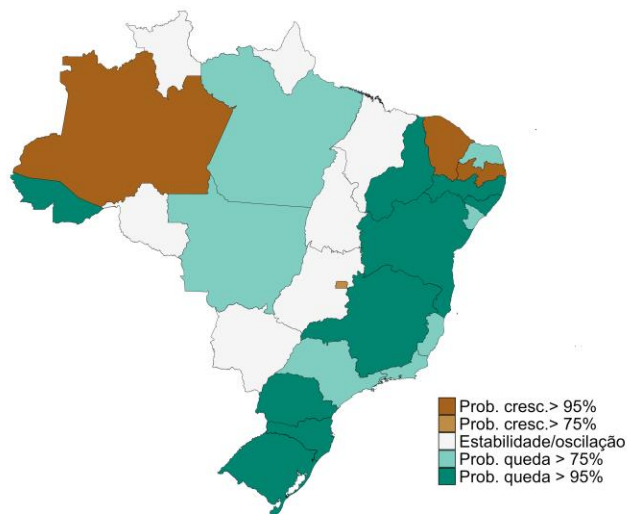 Prob. cresc.> 95%
Prob. cresc.> 75%
Estabilidade/oscilação
Prob. queda > 75%
Prob. queda > 95%